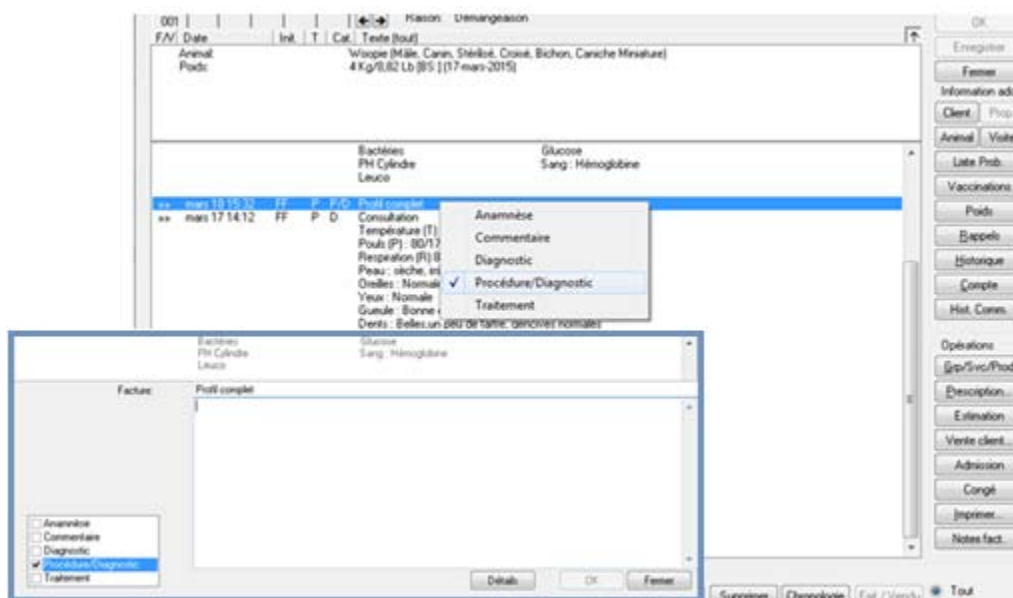 001 Raison Démangeaison
F/V Date Init. T Cat. Texte (tout)
Animal: Woopie (Mâle, Canin, Stérilisé, Croisé, Bichon, Caniche Miniature)
Poids: 4 Kg/8,82 Lb [BS:] (17-mars-2015)
Bactéries Glucose
PH Cylindre Sang : Hémoglobine
Leuco
»» mars 18 15:32 FF P P/D Profil complet
»» mars 17 14:12 FF P D Consultation
Température (T)
Pouls (P) : 80/17
Respiration (R) 8
Peau : sèche,
Oreilles : Normale
Yeux : Normale
Gueule : Bonne
Dents : Belles,un peu de tartre, gencives normales
Anamnèse
Commentaire
Diagnostic
✓ Procédure/Diagnostic
Traitement
Bactéries Glucose
PH Cylindre Sang : Hémoglobine
Leuco
Facture: Profil complet
Anamnèse
Commentaire
Diagnostic
Procédure/Diagnostic
Traitement
Détails OK Fermer
OK
Enregistrer
Fermer
Information add
Client Prop
Animal Visite
Liste Prob.
Vaccinations
Poids
Rappels
Historique
Compte
Hist. Comm.
Opérations
Grp/Svc/Prod
Prescription...
Estimation
Vente client...
Admission
Congé
Imprimer...
Notes fact.
Supprimer Chronologie Est./Vendu Tout